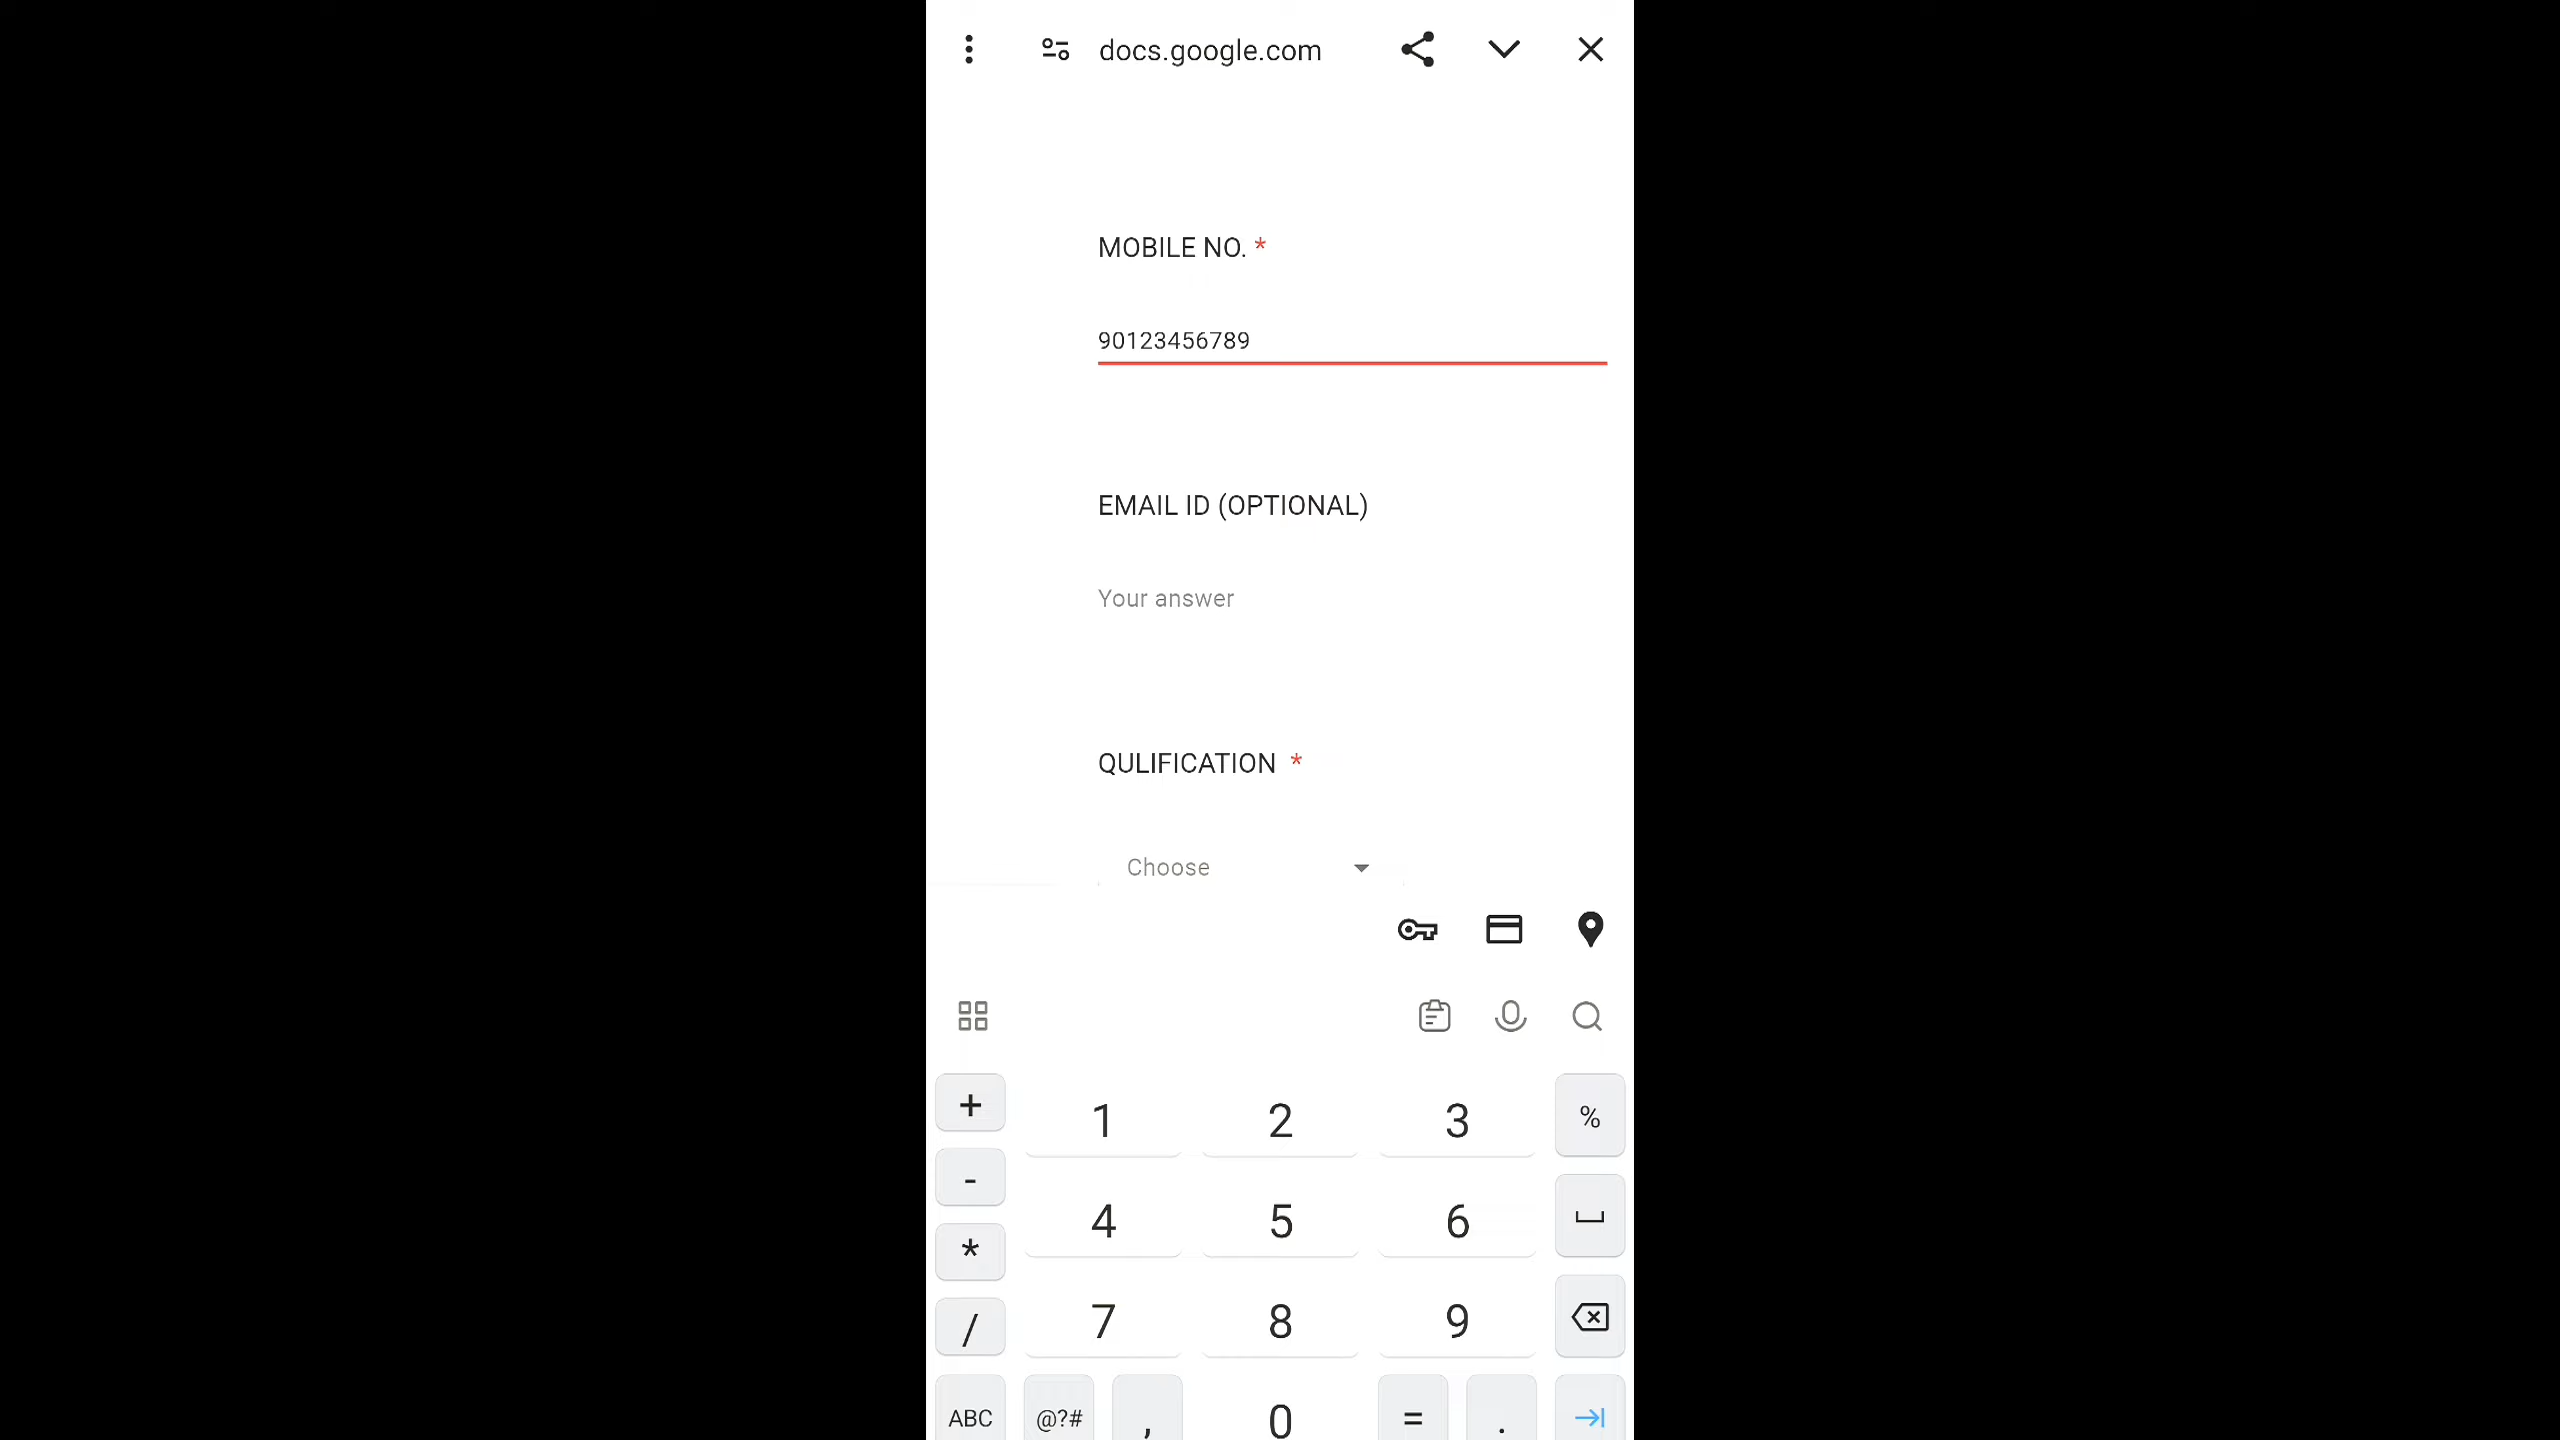 docs.google.com
MOBILE NO. *
90123456789
EMAIL ID (OPTIONAL)
Your answer
QULIFICATION *
Choose
+ 1 2 3 %
- 4 5 6
* 7 8 9
/
ABC @?# , 0 = .